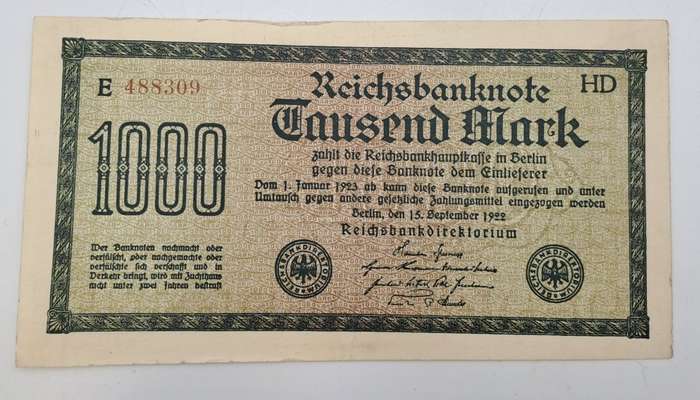 E 488309
HD
Reichsbanknote
Tausend Mark
1000
zahlt die Reichsbankhauptkasse in Berlin
gegen diese Banknote dem Einlieferer
Vom 1. Januar 1923 ab kann diese Banknote aufgerufen und unter
Umtausch gegen andere gesetzliche Zahlungsmittel eingezogen werden
Berlin, den 15. September 1922
Reichsbankdirektorium
Wer Banknoten nachmacht oder
verfälscht, oder nachgemachte oder
verfälschte sich verschafft und in
Verkehr bringt, wird mit Zuchthaus
nicht unter zwei Jahren bestraft
REICHSBANKDIREKTORIUM
REICHSBANKDIREKTORIUM